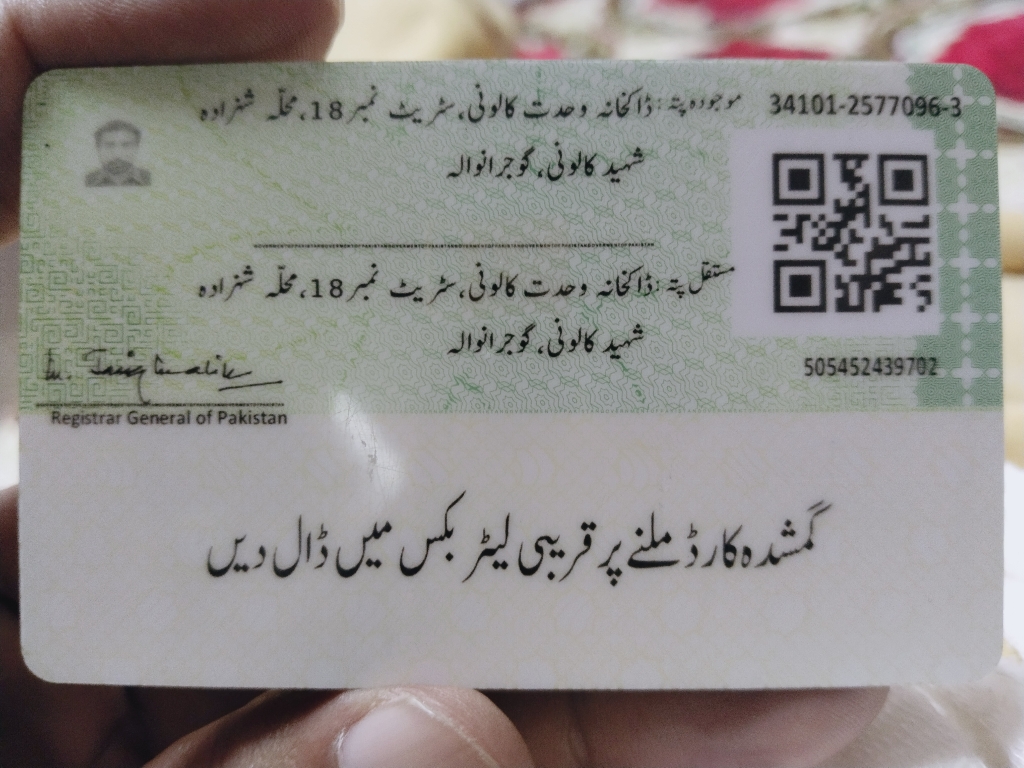 34101-2577096-3
موجودہ پتہ: ڈاکخانہ وحدت کالونی، سٹریٹ نمبر 18، محلّہ شہزادہ
شہید کالونی، گوجرانوالہ
مستقل پتہ: ڈاکخانہ وحدت کالونی، سٹریٹ نمبر 18، محلّہ شہزادہ
شہید کالونی، گوجرانوالہ
505452439702
Registrar General of Pakistan
گمشدہ کارڈ ملنے پر قریبی لیٹر بکس میں ڈال دیں